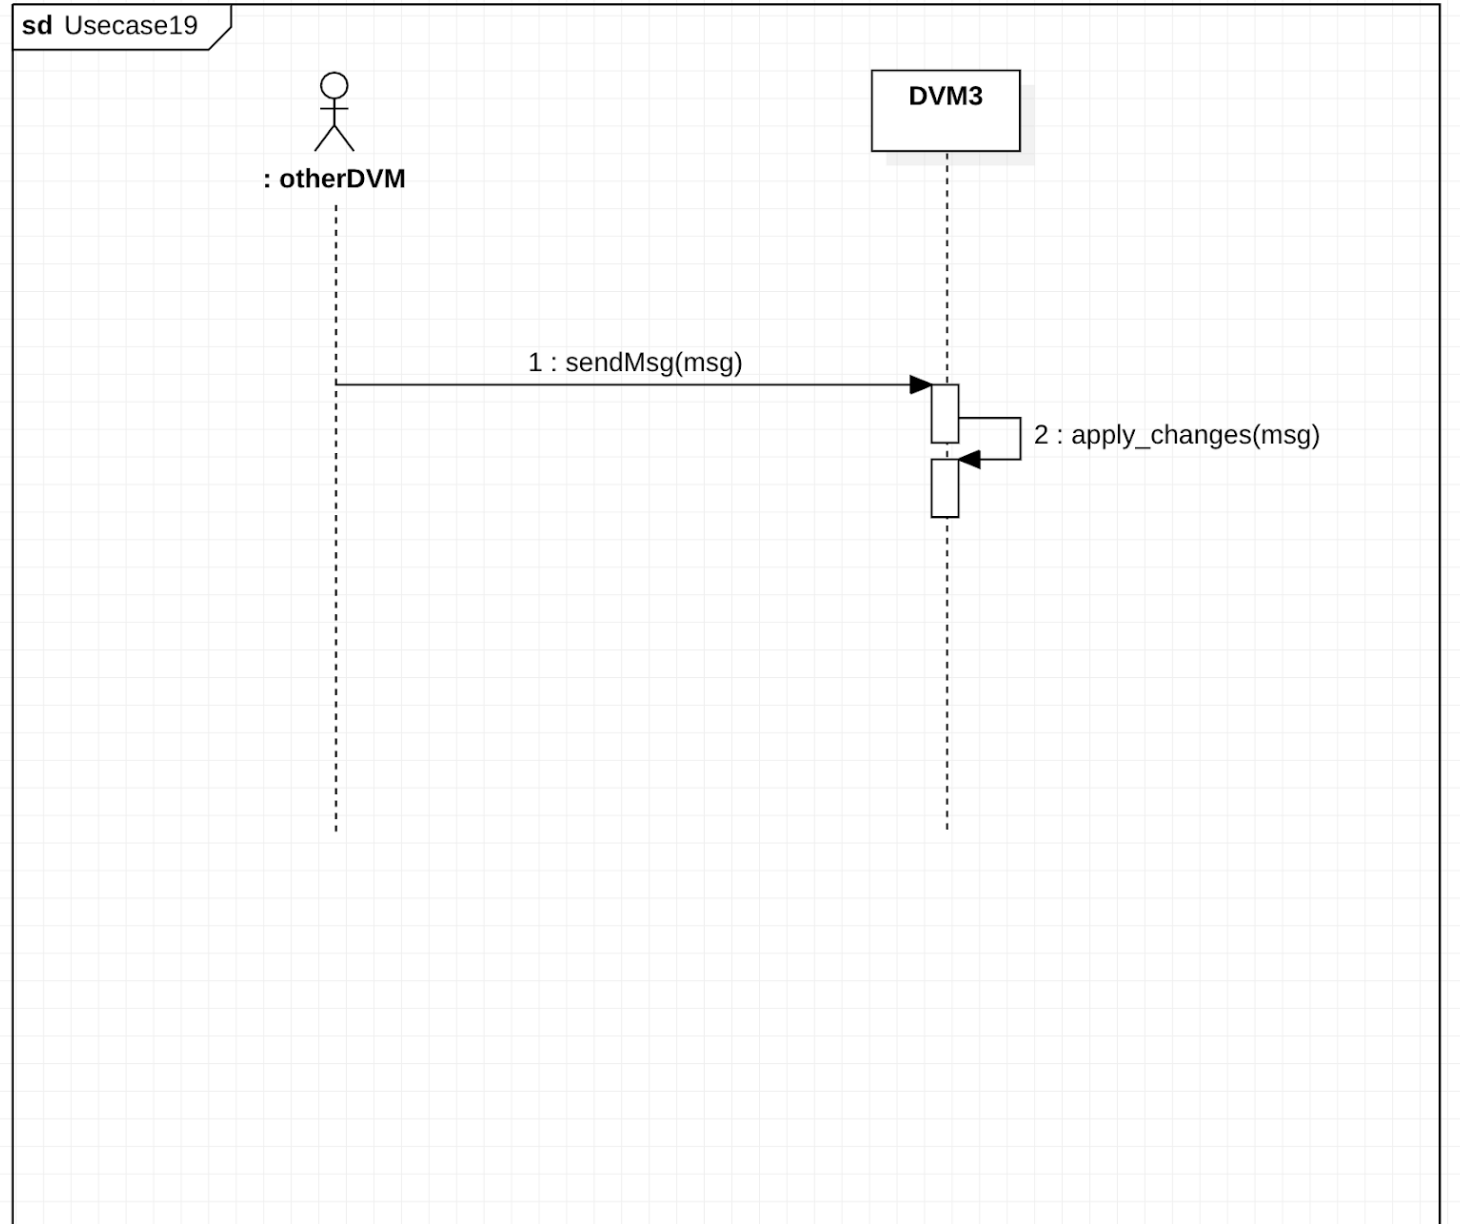 sd Usecase19
: otherDVM
DVM3
1 : sendMsg(msg)
2 : apply_changes(msg)